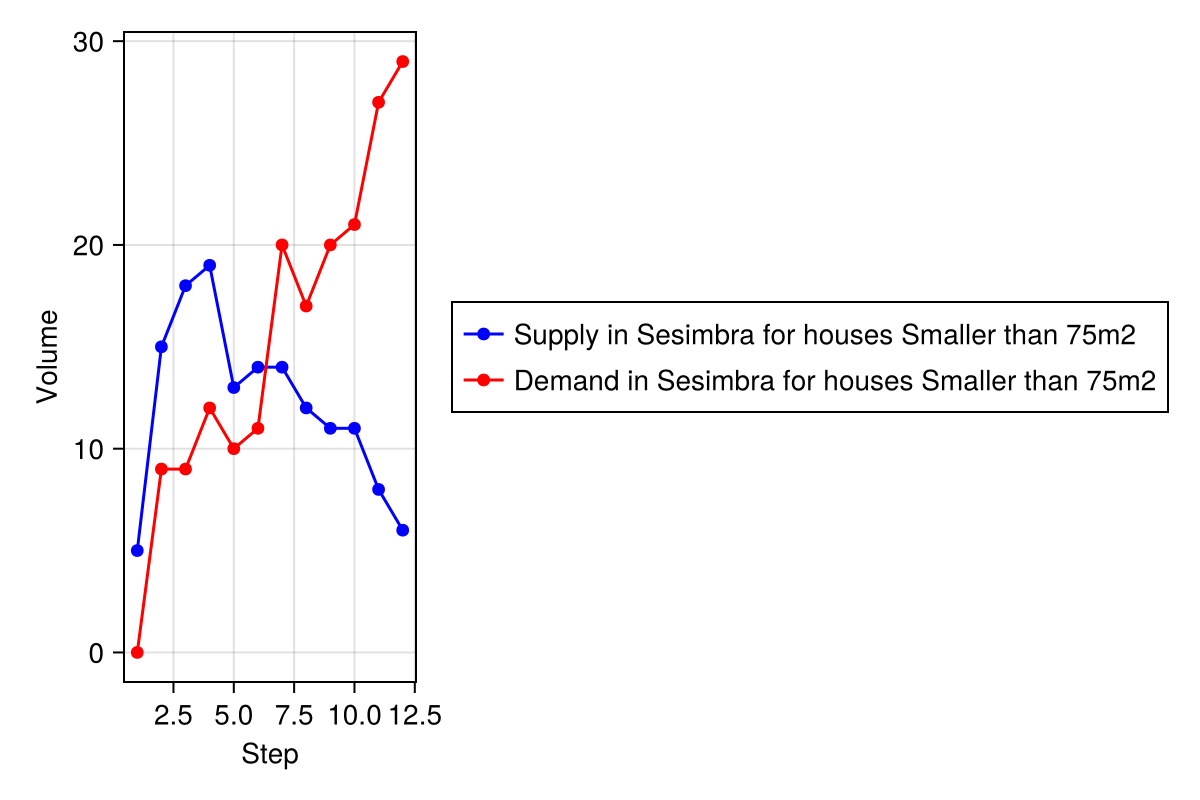 30
20
10
0
Volume
2.5 5.0 7.5 10.0 12.5
Step
Supply in Sesimbra for houses Smaller than 75m2
Demand in Sesimbra for houses Smaller than 75m2